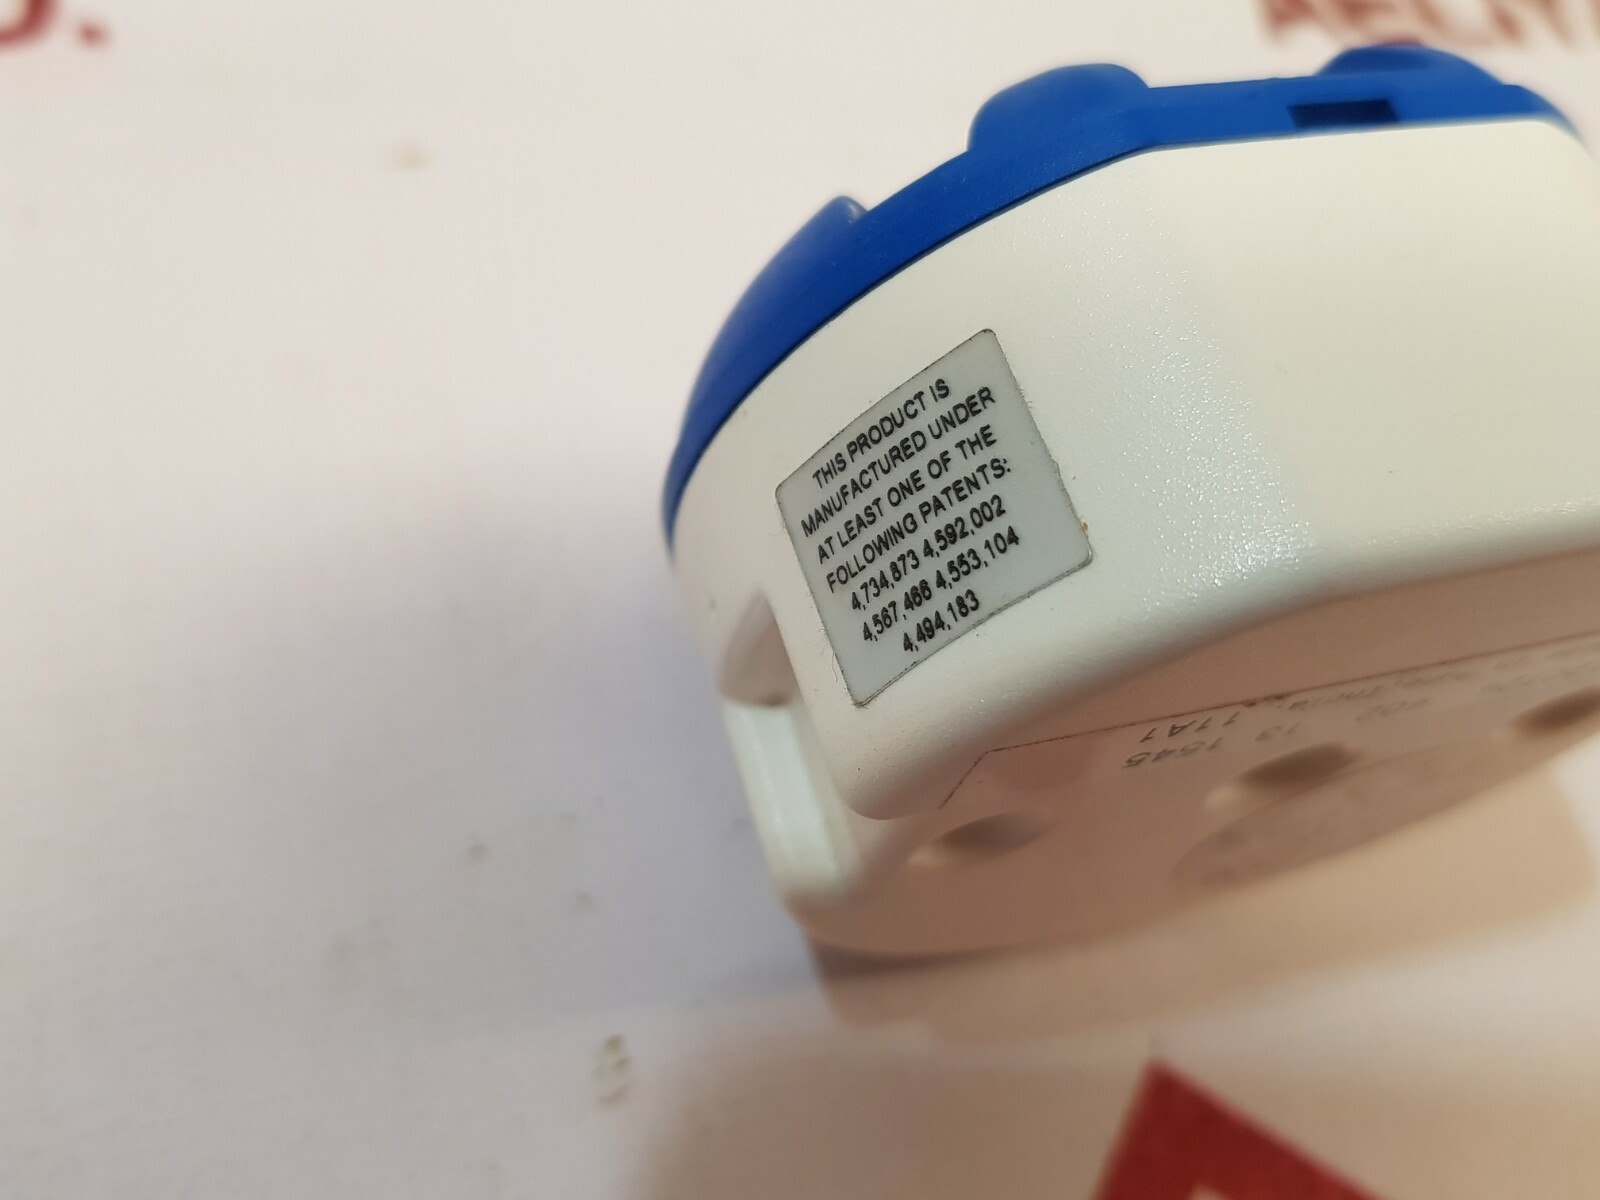 THIS PRODUCT IS
MANUFACTURED UNDER
AT LEAST ONE OF THE
FOLLOWING PATENTS:
4,734,873 4,592,002
4,567,466 4,553,104
4,494,183
11A1